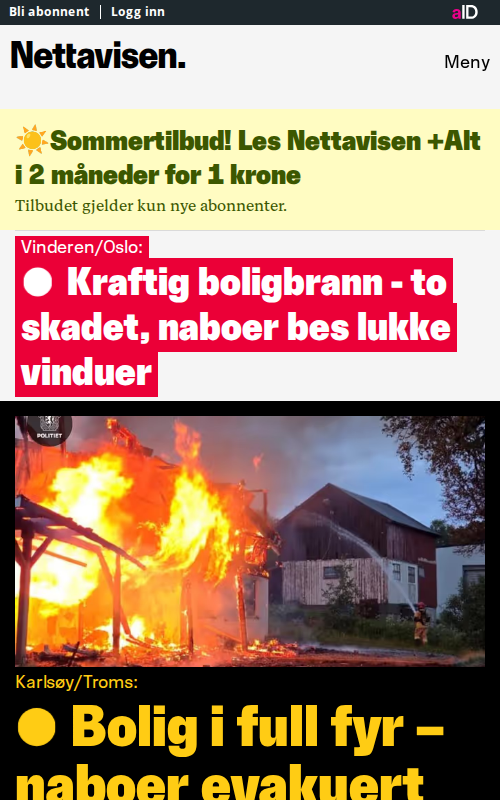 Bli abonnent
Logg inn
aID
Nettavisen.
Meny
☀️Sommertilbud! Les Nettavisen +Alt
i 2 måneder for 1 krone
Tilbudet gjelder kun nye abonnenter.
Vinderen/Oslo:
Kraftig boligbrann - to
skadet, naboer bes lukke
vinduer
POLITIET
Karlsøy/Troms:
Bolig i full fyr –
naboer evakuert